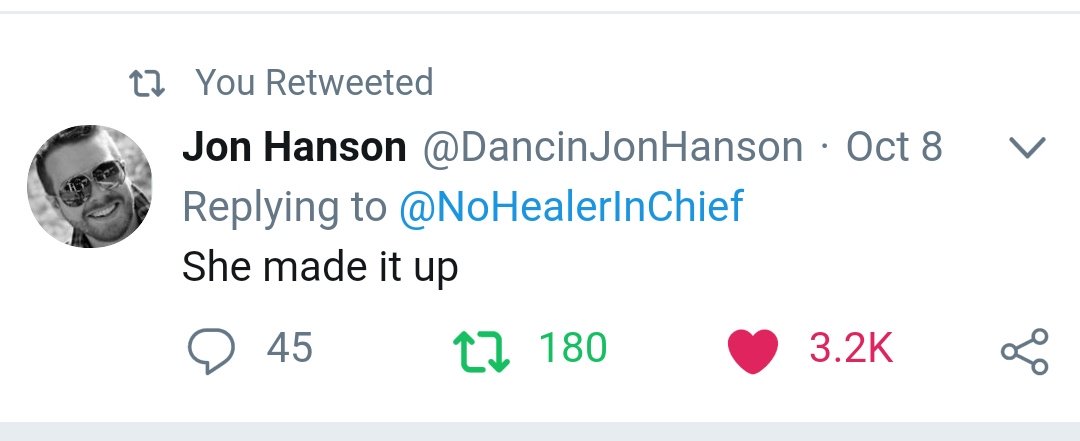 You Retweeted
Jon Hanson @DancinJonHanson · Oct 8
Replying to @NoHealerInChief
She made it up
45 180 3.2K